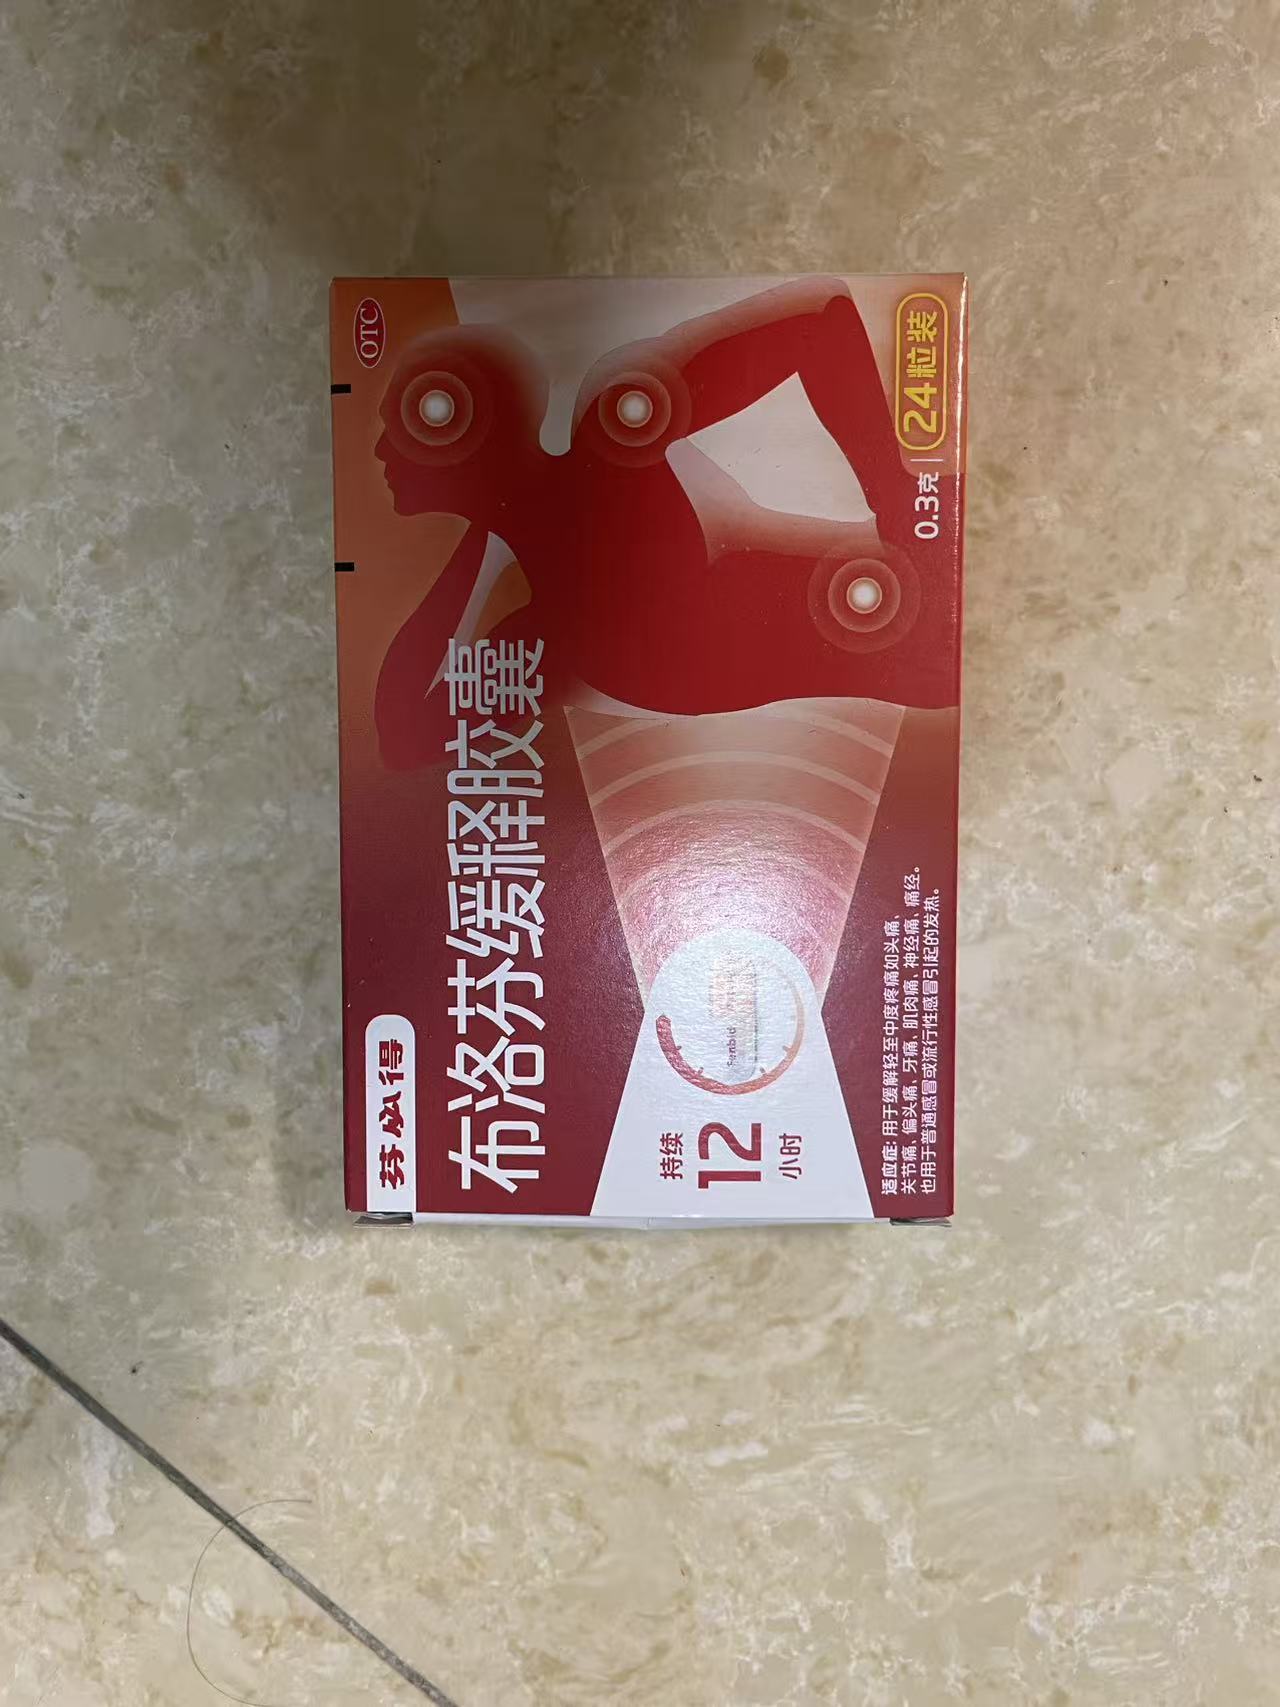 OTC
芬必得
布洛芬缓释胶囊
持续
12
小时
Fenbid
适应症: 用于缓解轻至中度疼痛如头痛、
关节痛、偏头痛、牙痛、肌肉痛、神经痛、痛经。
也用于普通感冒或流行性感冒引起的发热。
0.3克 | 24粒装